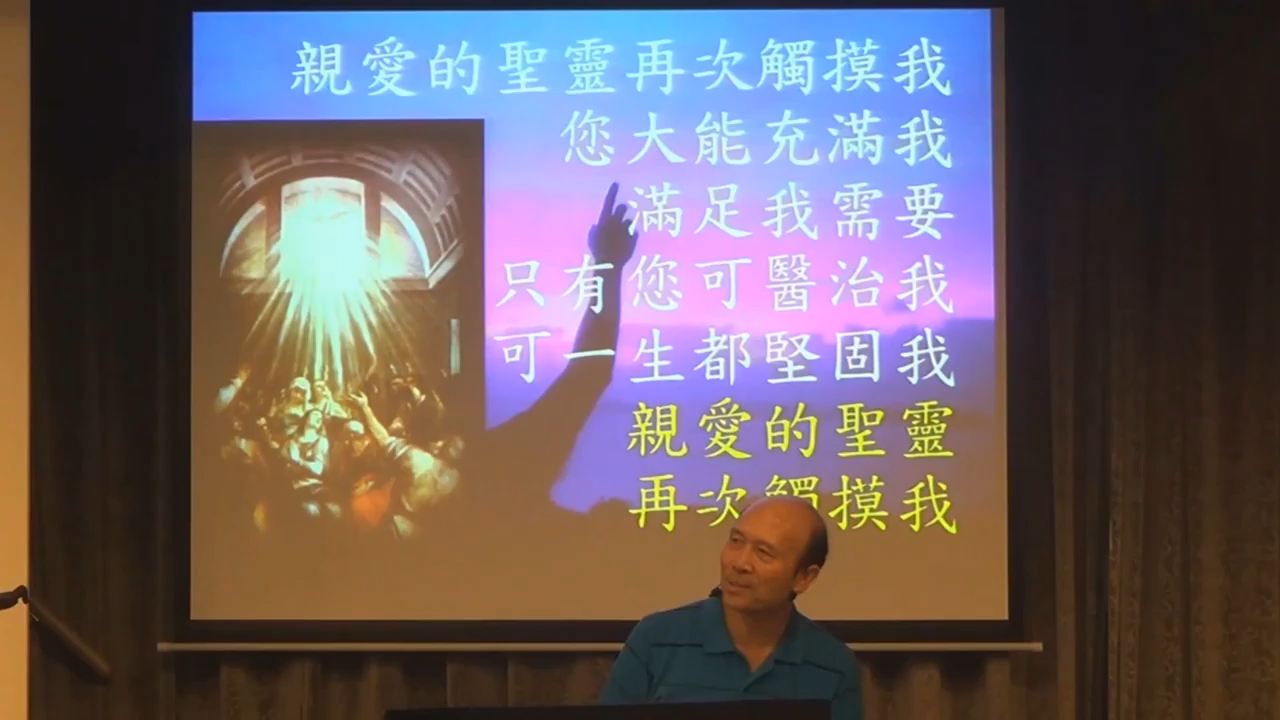 親愛的聖靈再次觸摸我
您大能充滿我
滿足我需要
只有您可醫治我
可一生都堅固我
親愛的聖靈
再次觸摸我